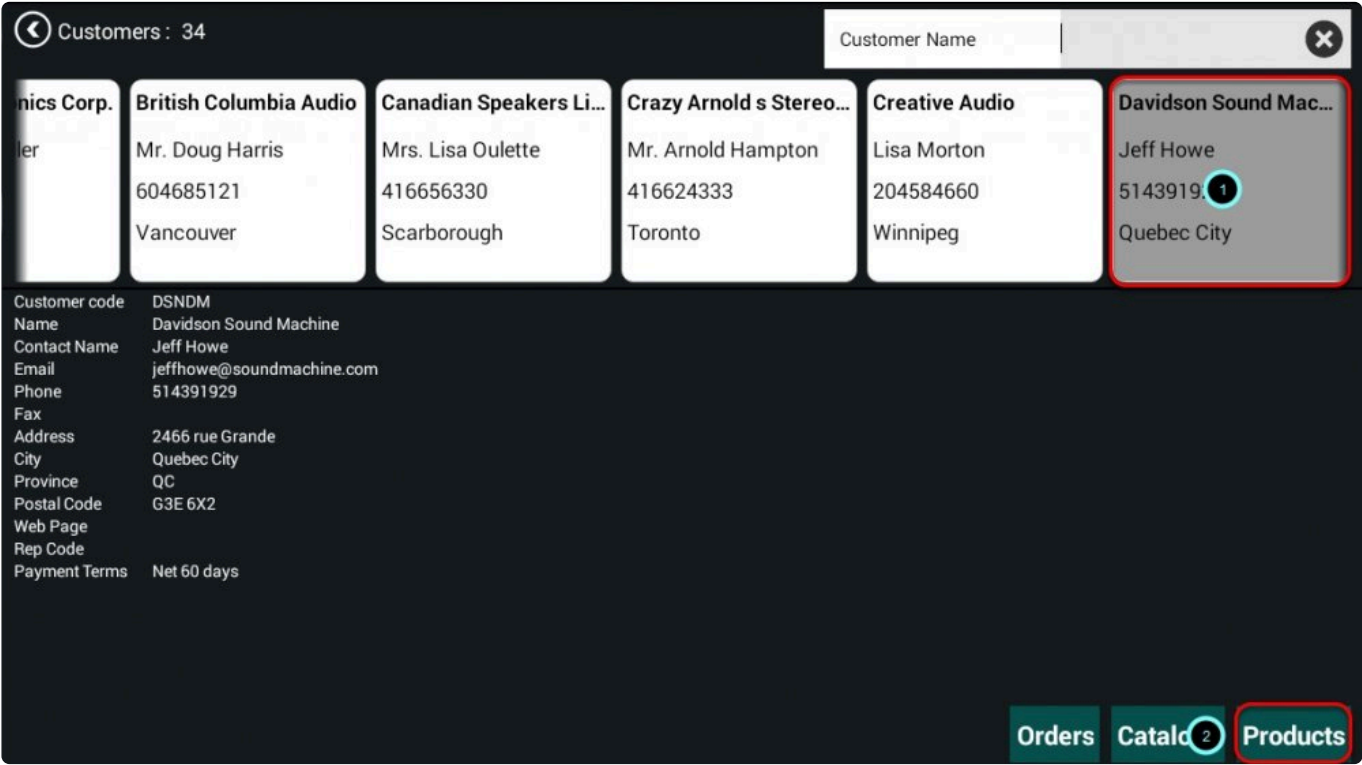 Customers : 34
Customer Name
nics Corp.
ler
British Columbia Audio
Mr. Doug Harris
604685121
Vancouver
Canadian Speakers Li...
Mrs. Lisa Oulette
416656330
Scarborough
Crazy Arnold s Stereo...
Mr. Arnold Hampton
416624333
Toronto
Creative Audio
Lisa Morton
204584660
Winnipeg
Davidson Sound Mac...
Jeff Howe
5143919
1
Quebec City
Customer code DSNDM
Name Davidson Sound Machine
Contact Name Jeff Howe
Email jeffhowe@soundmachine.com
Phone 514391929
Fax
Address 2466 rue Grande
City Quebec City
Province QC
Postal Code G3E 6X2
Web Page
Rep Code
Payment Terms Net 60 days
Orders Catalo 2 Products